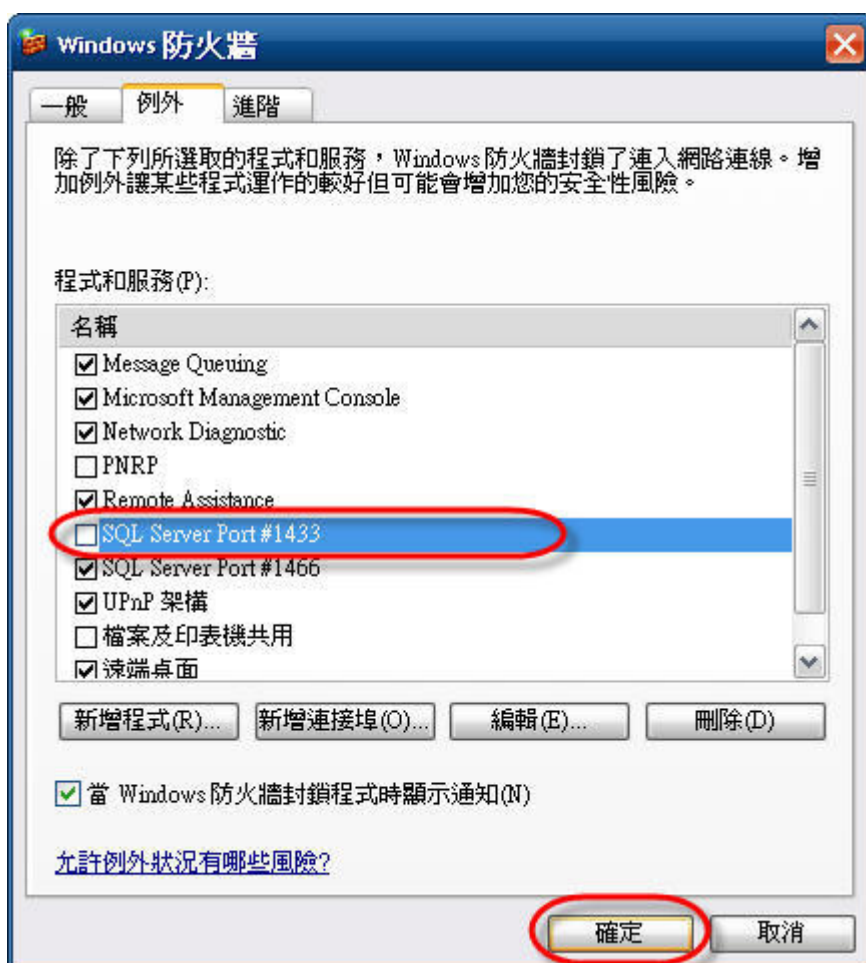 Windows 防火牆
一般 例外 進階
除了下列所選取的程式和服務，Windows 防火牆封鎖了連入網路連線。增
加例外讓某些程式運作的較好但可能會增加您的安全性風險。
程式和服務(P):
名稱
Message Queuing
Microsoft Management Console
Network Diagnostic
PNRP
Remote Assistance
SQL Server Port #1433
SQL Server Port #1466
UPnP 架構
檔案及印表機共用
遠端桌面
新增程式(R)... 新增連接埠(O)... 編輯(E)... 刪除(D)
當 Windows 防火牆封鎖程式時顯示通知(N)
允許例外狀況有哪些風險?
確定 取消